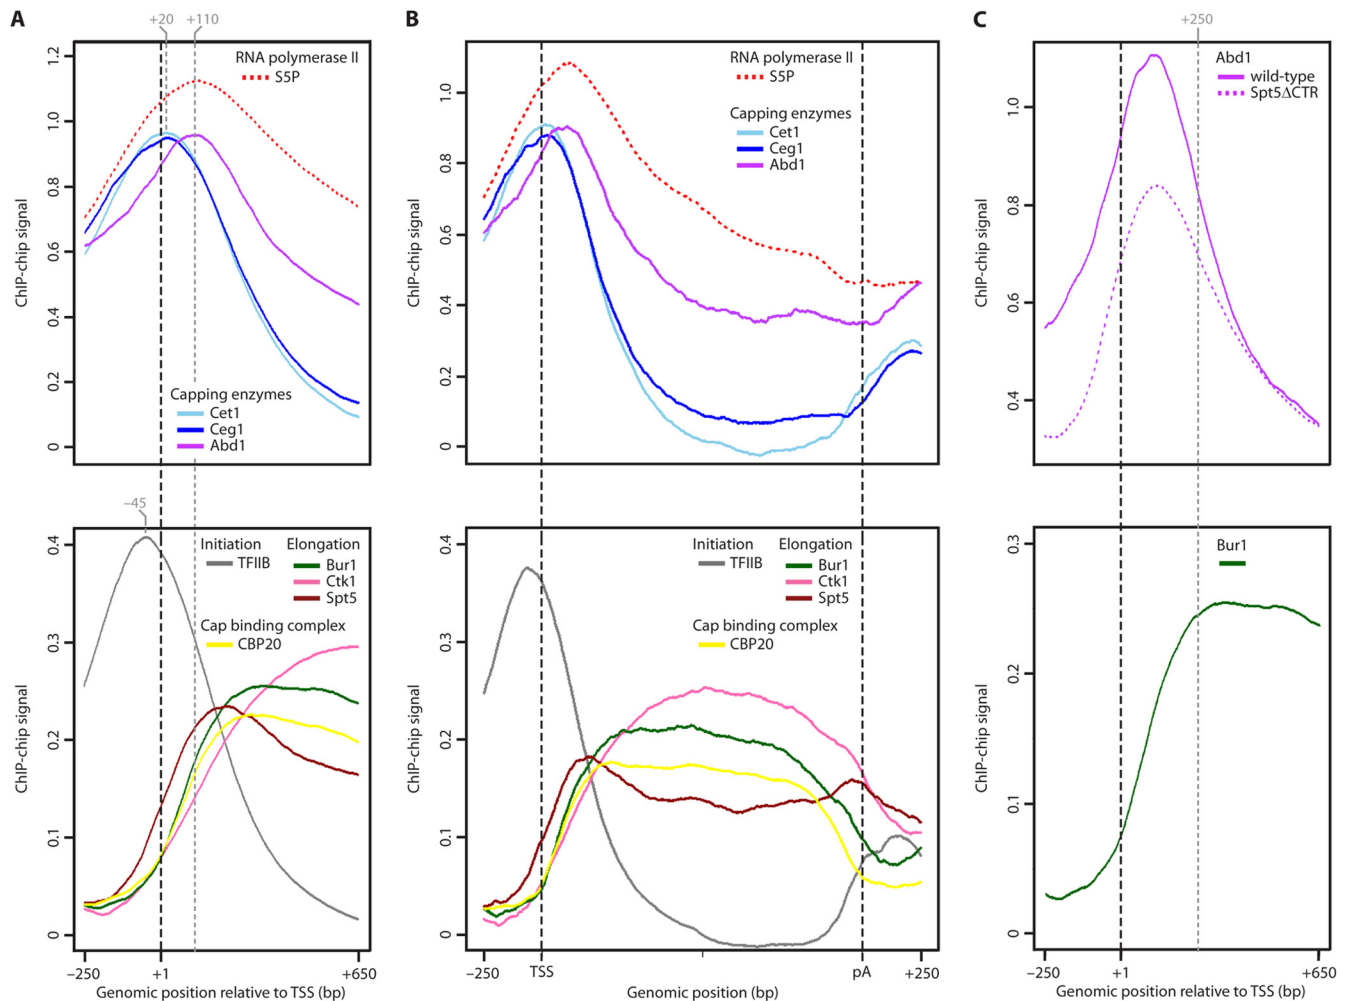 A
+20
+110
RNA polymerase II
S5P
1.2
1.0
0.8
0.6
0.4
0.2
0
ChIP-chip signal
Capping enzymes
Cet1
Ceg1
Abd1
–45
Initiation
TFIIB
Elongation
Bur1
Ctk1
Spt5
Cap binding complex
CBP20
0.4
0.3
0.2
0.1
0
ChIP-chip signal
–250
+1
+650
Genomic position relative to TSS (bp)
B
RNA polymerase II
S5P
Capping enzymes
Cet1
Ceg1
Abd1
1.0
0.8
0.6
0.4
0.2
0
ChIP-chip signal
Initiation
TFIIB
Elongation
Bur1
Ctk1
Spt5
Cap binding complex
CBP20
0.4
0.3
0.2
0.1
0
ChIP-chip signal
–250
TSS
pA
+250
Genomic position (bp)
C
+250
Abd1
wild-type
Spt5ΔCTR
1.0
0.8
0.6
0.4
ChIP-chip signal
Bur1
0.3
0.2
0.1
0
ChIP-chip signal
–250
+1
+650
Genomic position relative to TSS (bp)